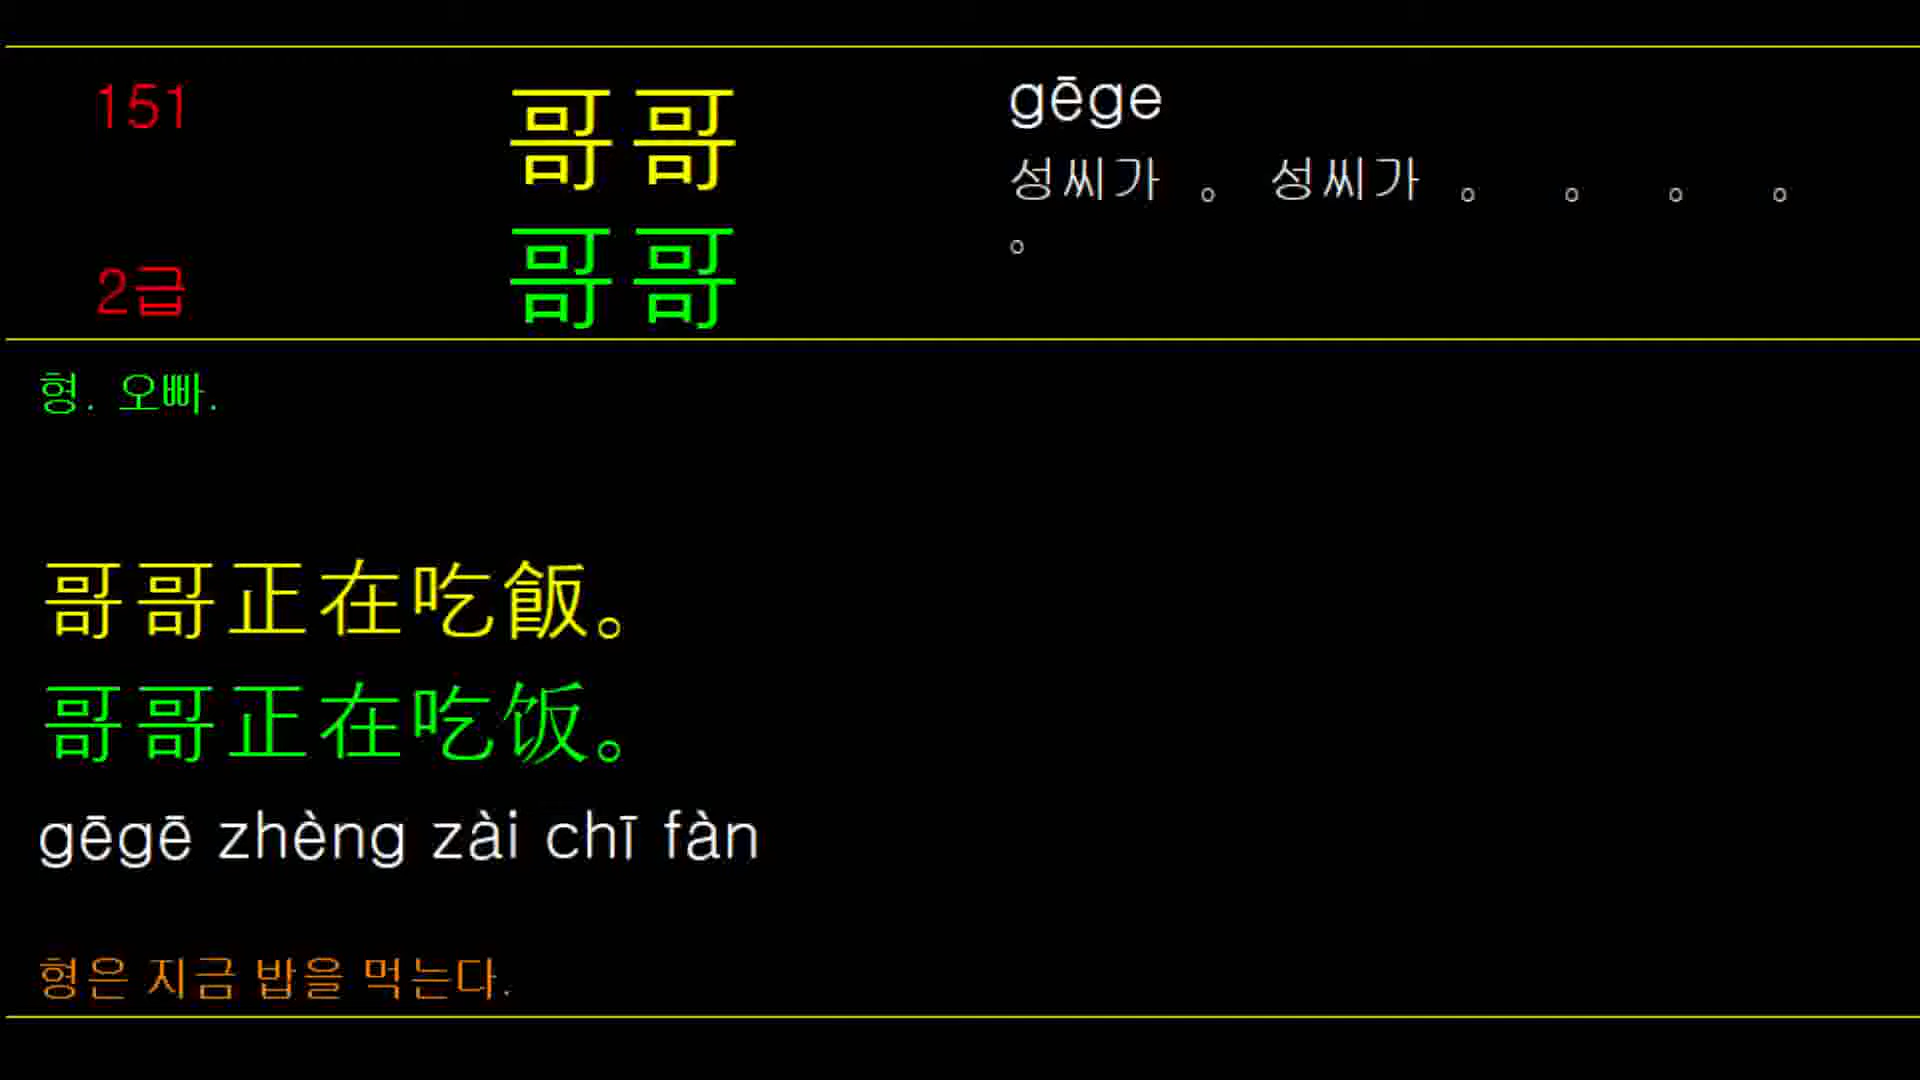 151
哥哥
gēge
성씨가 。 성씨가 。 。 。 。
。
哥哥
2급
형. 오빠.
哥哥正在吃飯。
哥哥正在吃饭。
gēgē zhèng zài chī fàn
형은 지금 밥을 먹는다.